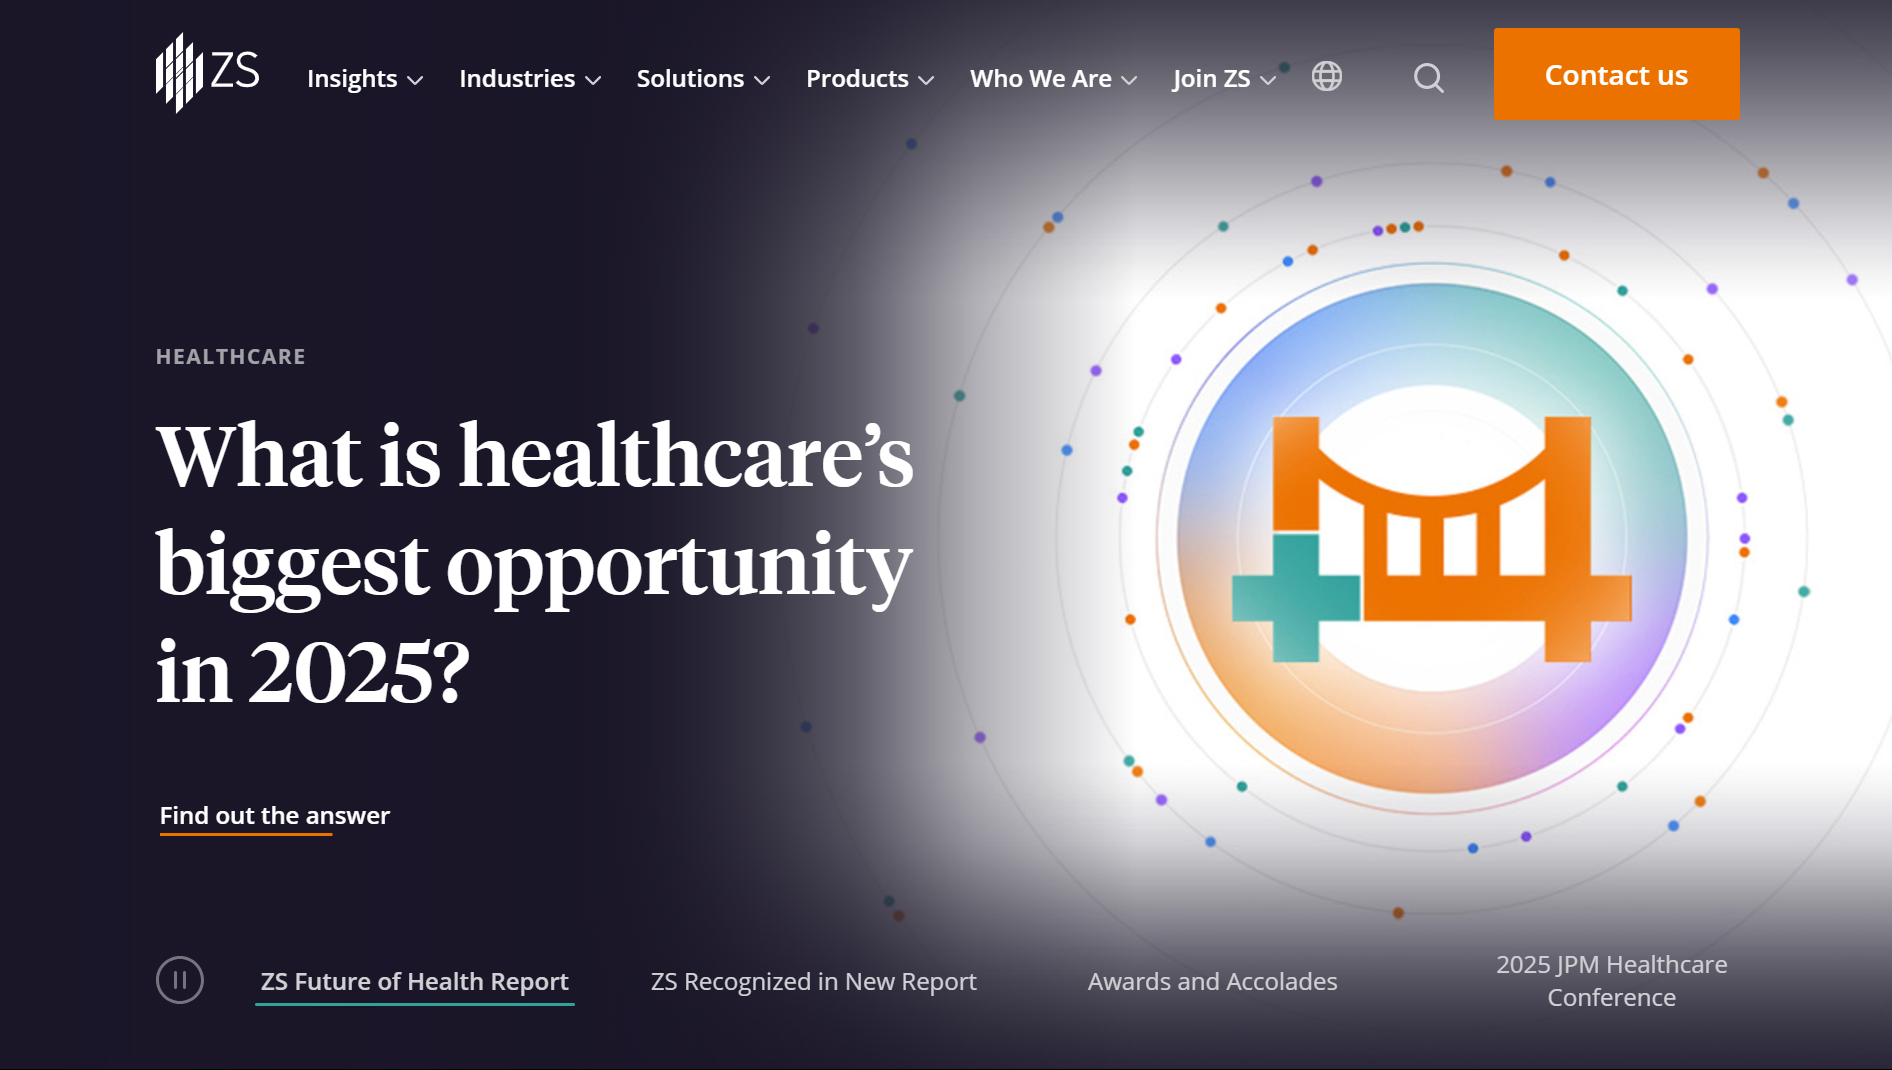 ZS
Insights
Industries
Solutions
Products
Who We Are
Join ZS
Contact us
HEALTHCARE
What is healthcare’s
biggest opportunity
in 2025?
Find out the answer
ZS Future of Health Report
ZS Recognized in New Report
Awards and Accolades
2025 JPM Healthcare
Conference